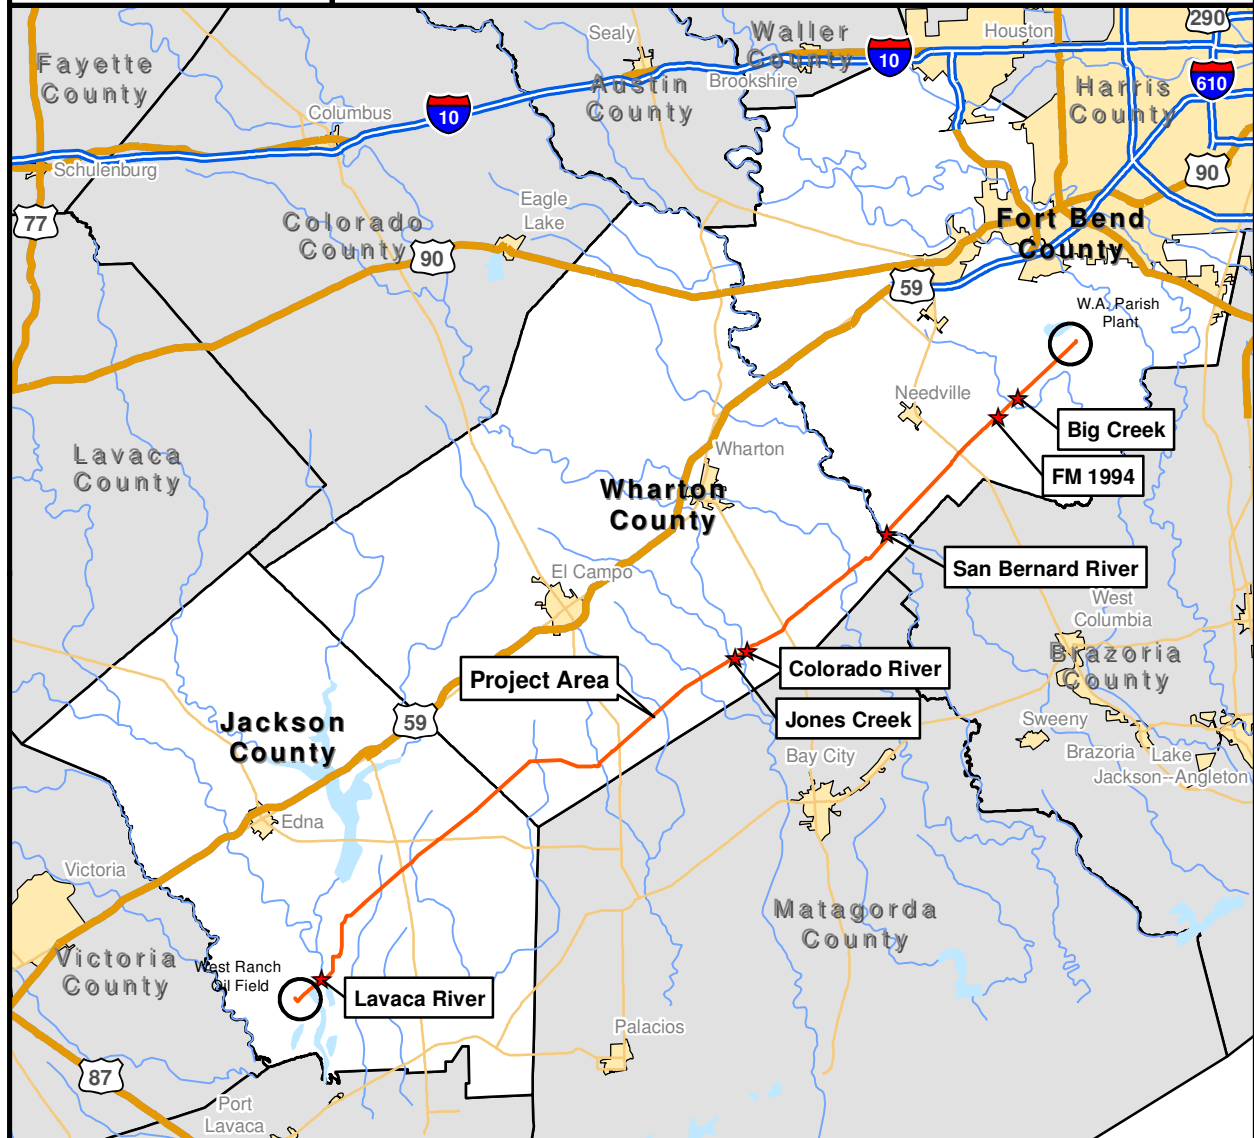 290
Sealy
Waller
County
Houston
Fayette
County
10
Brookshire
Austin
County
Harris
County
610
Columbus
10
Schulenburg
90
77
Eagle
Lake
Colorado
County
90
Fort Bend
County
59
W.A. Parish
Plant
Needville
Big Creek
Lavaca
County
Wharton
FM 1994
Wharton
County
San Bernard River
El Campo
West
Columbia
Brazoria
County
Project Area
Colorado River
Jackson
County
59
Jones Creek
Sweeny
Bay City
Brazoria
Lake
Jackson--Angleton
Edna
Victoria
Matagorda
County
Victoria
County
West Ranch
Oil Field
Lavaca River
Palacios
87
Port
Lavaca